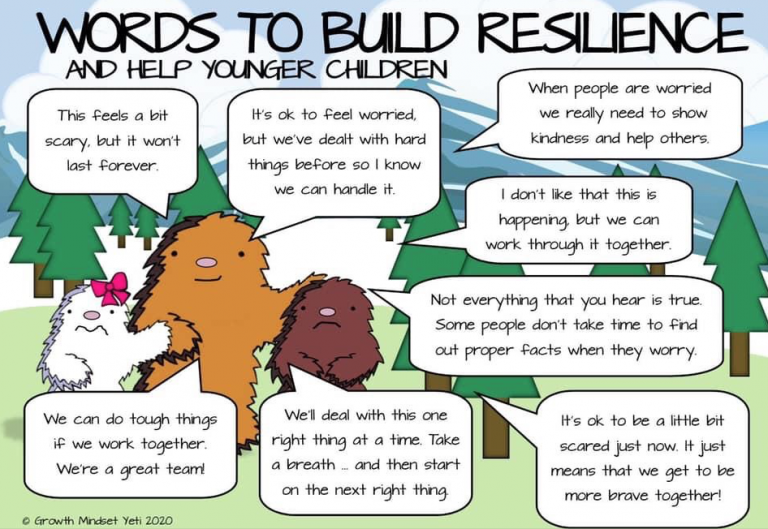 WORDS TO BUILD RESILIENCE
AND HELP YOUNGER CHILDREN
This feels a bit
scary, but it won't
last forever.
It's ok to feel worried,
but we've dealt with hard
things before so I know
we can handle it.
When people are worried
we really need to show
kindness and help others.
I don't like that this is
happening, but we can
work through it together.
Not everything that you hear is true.
Some people don't take time to find
out proper facts when they worry.
We can do tough things
if we work together.
We're a great team!
We'll deal with this one
right thing at a time. Take
a breath ... and then start
on the next right thing.
It's ok to be a little bit
scared just now. It just
means that we get to be
more brave together!
© Growth Mindset Yeti 2020